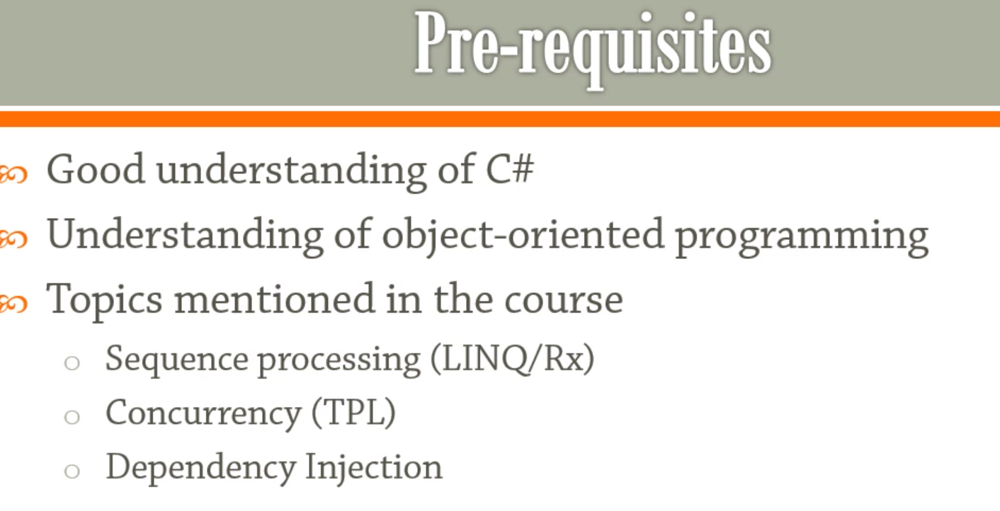 Pre-requisites
Good understanding of C#
Understanding of object-oriented programming
Topics mentioned in the course
Sequence processing (LINQ/Rx)
Concurrency (TPL)
Dependency Injection